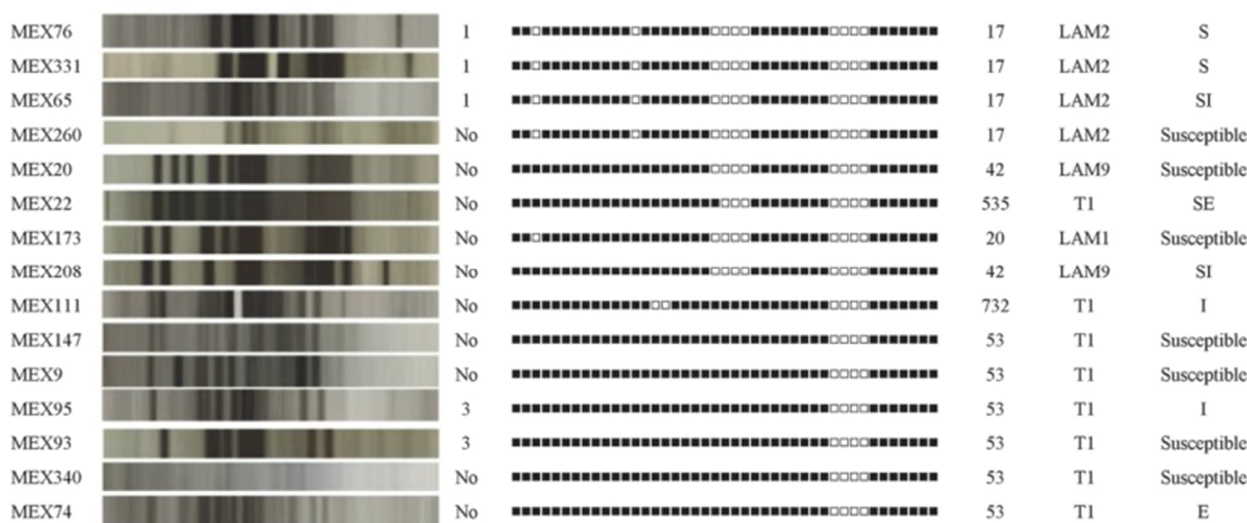 MEX76 1 17 LAM2 S
MEX331 1 17 LAM2 S
MEX65 1 17 LAM2 SI
MEX260 No 17 LAM2 Susceptible
MEX20 No 42 LAM9 Susceptible
MEX22 No 535 T1 SE
MEX173 No 20 LAM1 Susceptible
MEX208 No 42 LAM9 SI
MEX111 No 732 T1 I
MEX147 No 53 T1 Susceptible
MEX9 No 53 T1 Susceptible
MEX95 3 53 T1 I
MEX93 3 53 T1 Susceptible
MEX340 No 53 T1 Susceptible
MEX74 No 53 T1 E